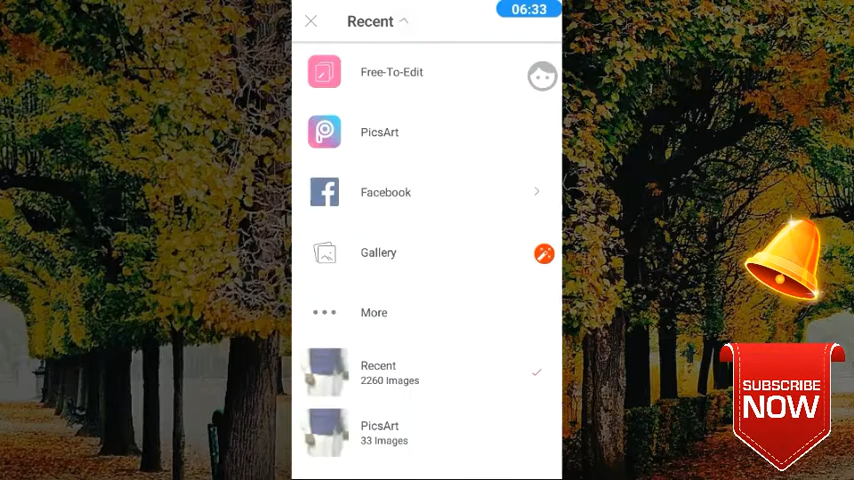 06:33
Recent
Free-To-Edit
PicsArt
Facebook
Gallery
More
Recent
2260 Images
PicsArt
33 Images
SUBSCRIBE
NOW